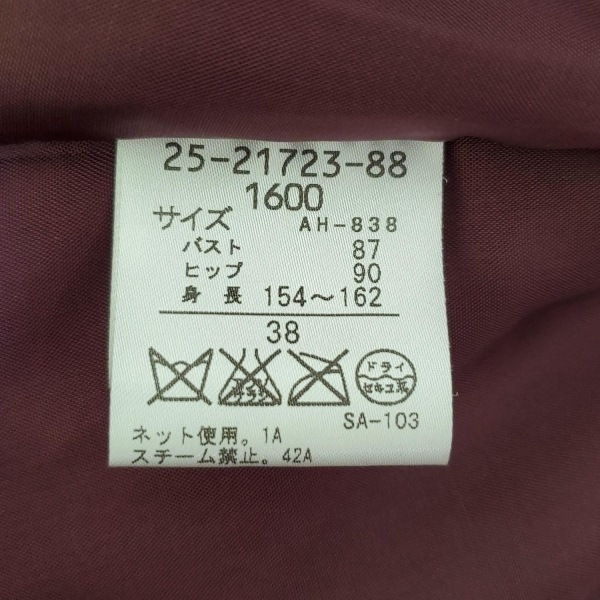 25-21723-88
1600
サイズ AH-838
バスト 87
ヒップ 90
身長 154〜162
38
ドライ
セキユ系
SA-103
ネット使用。1A
スチーム禁止。42A